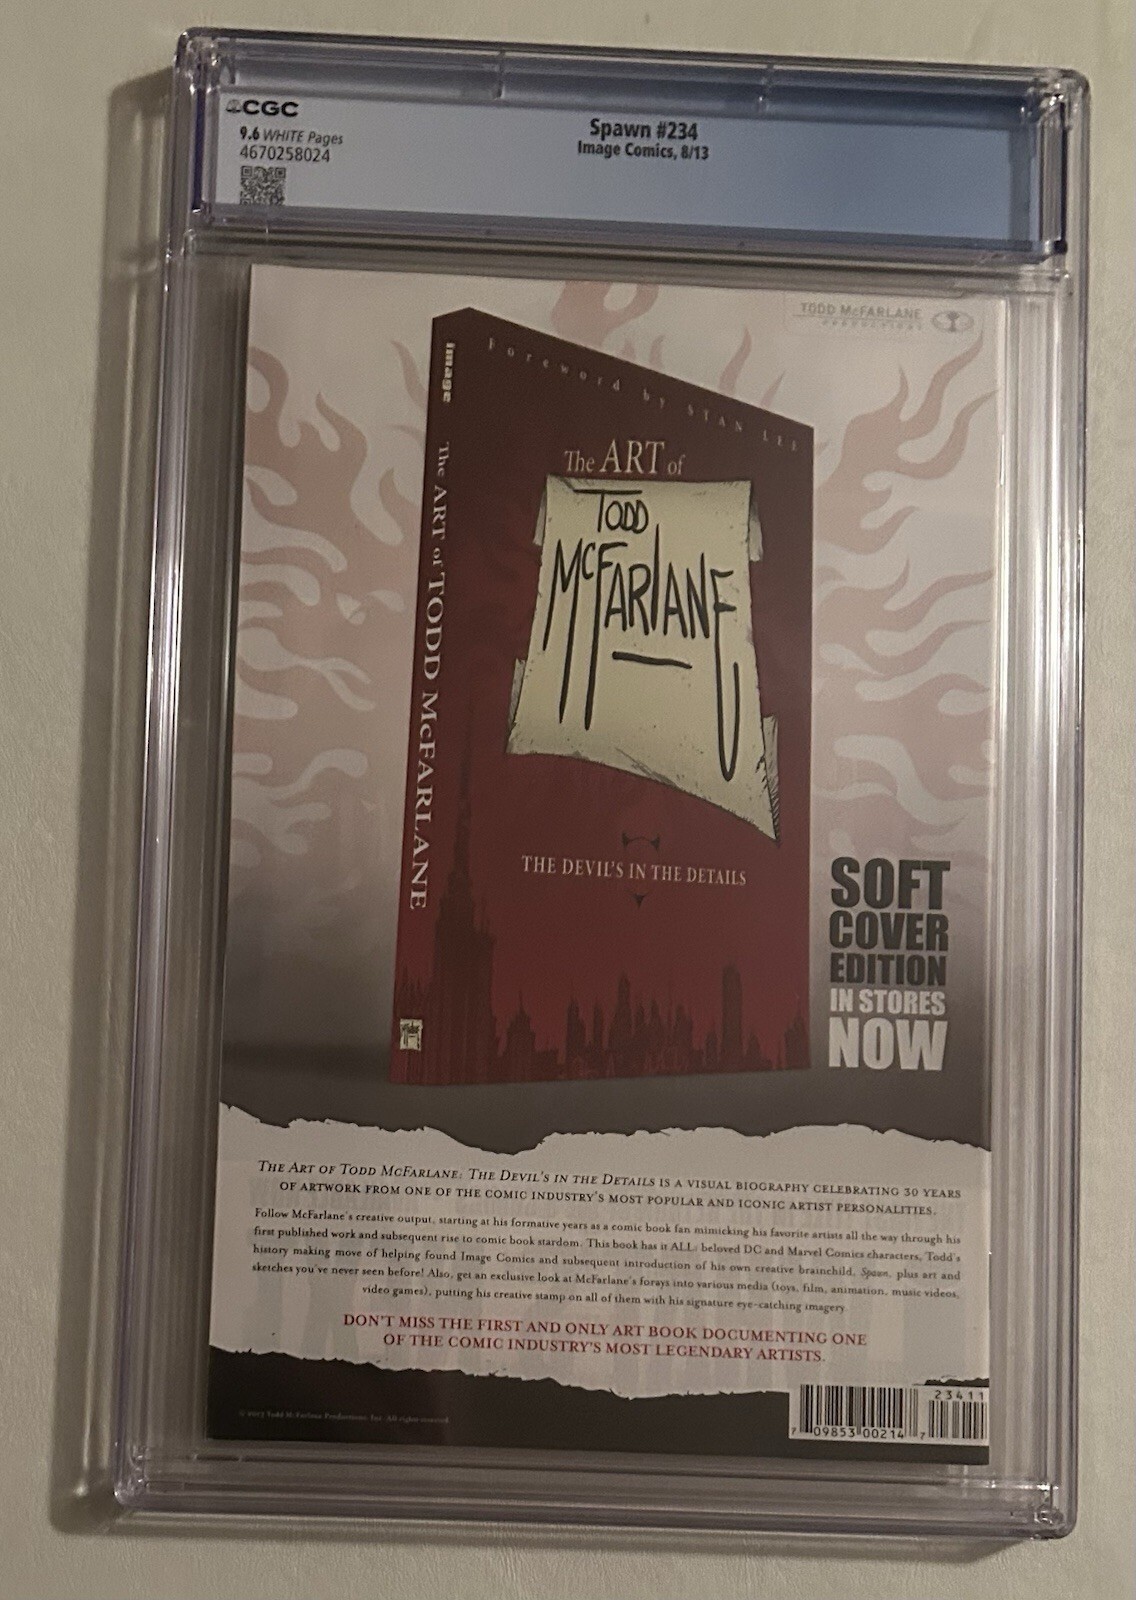 CGC
9.6 WHITE Pages
4670258024
Spawn #234
Image Comics, 8/13
TODD McFARLANE
PRODUCTIONS
image
The ART of TODD McFARLANE
Foreword by STAN LEE
The ART of
TODD
McFARLANE
THE DEVIL'S IN THE DETAILS
SOFT
COVER
EDITION
IN STORES
NOW
THE ART OF TODD MCFARLANE: THE DEVIL'S IN THE DETAILS IS A VISUAL BIOGRAPHY CELEBRATING 30 YEARS
OF ARTWORK FROM ONE OF THE COMIC INDUSTRY'S MOST POPULAR AND ICONIC ARTIST PERSONALITIES.
Follow McFarlane's creative output, starting at his formative years as a comic book fan mimicking his favorite artists all the way through his
first published work and subsequent rise to comic book stardom. This book has it ALL: beloved DC and Marvel Comics characters, Todd's
history making move of helping found Image Comics and subsequent introduction of his own creative brainchild, Spawn, plus art and
sketches you've never seen before! Also, get an exclusive look at McFarlane's forays into various media (toys, film, animation, music videos,
video games), putting his creative stamp on all of them with his signature eye-catching imagery.
DON'T MISS THE FIRST AND ONLY ART BOOK DOCUMENTING ONE
OF THE COMIC INDUSTRY'S MOST LEGENDARY ARTISTS.
Todd McFarlane Productions, Inc. All rights reserved.
23411
7 09853 00214 7